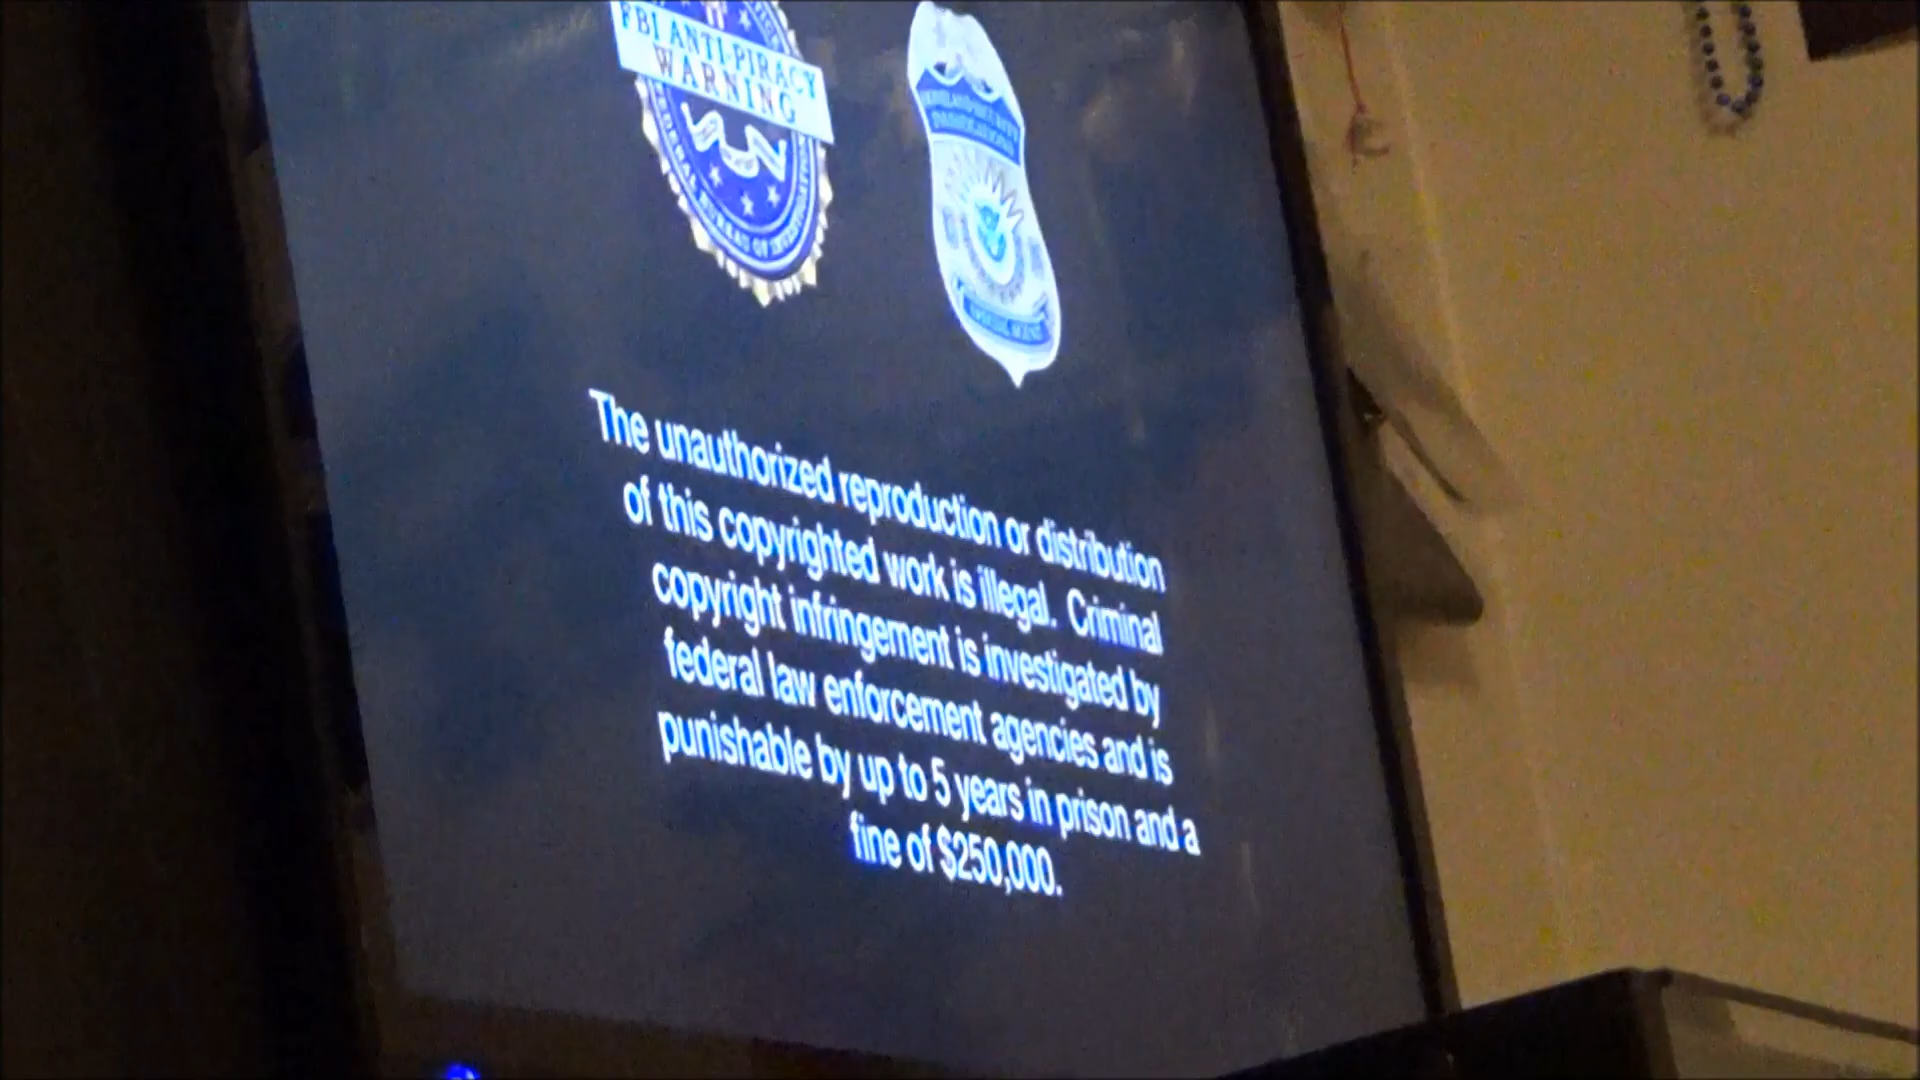 FBI ANTI-PIRACY
WARNING
The unauthorized reproduction or distribution
of this copyrighted work is illegal. Criminal
copyright infringement is investigated by
federal law enforcement agencies and is
punishable by up to 5 years in prison and a
fine of $250,000.